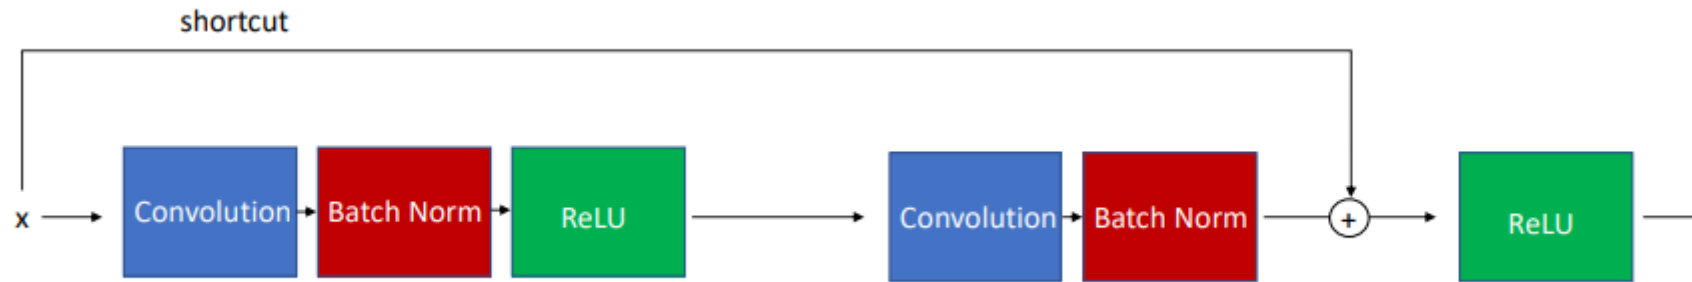 shortcut
x
Convolution
Batch Norm
ReLU
Convolution
Batch Norm
+
ReLU